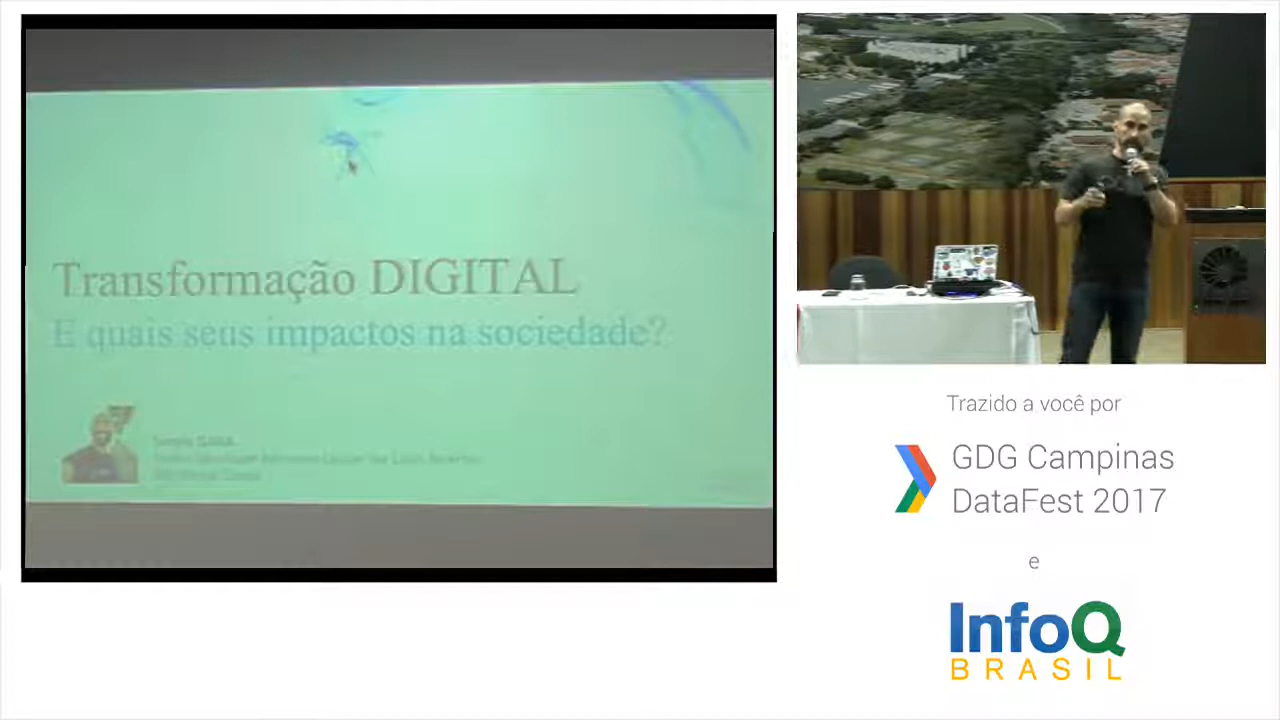 Transformação DIGITAL
E quais seus impactos na sociedade?
Trazido a você por
GDG Campinas
DataFest 2017
e
InfoQ
BRASIL